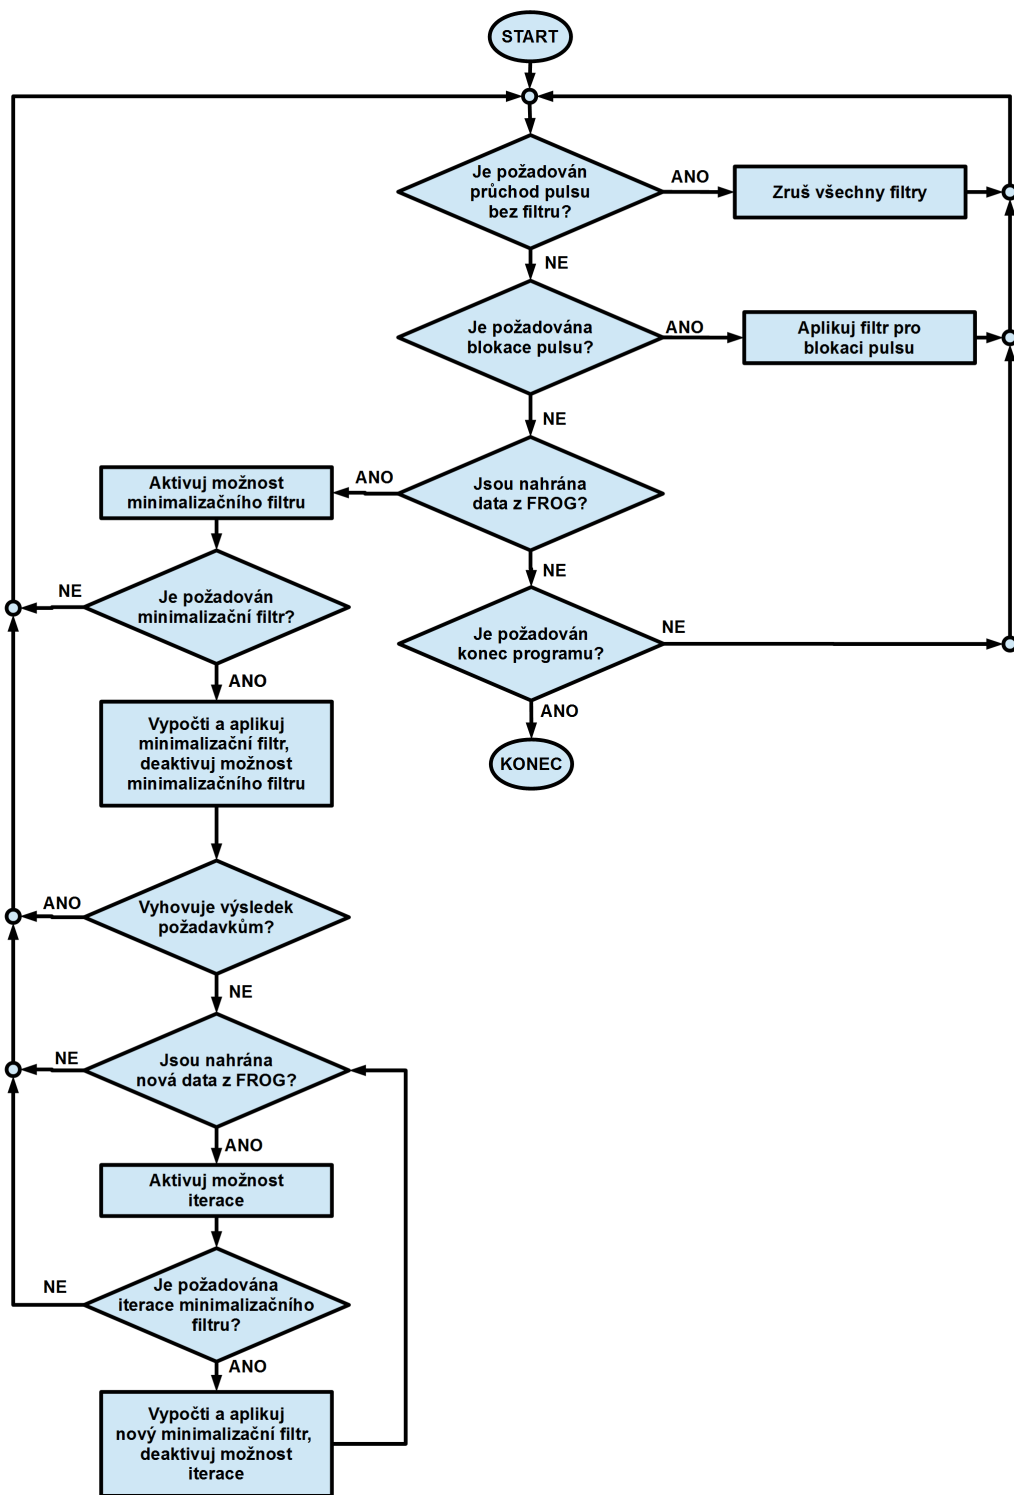 START
Je požadován
průchod pulsu
bez filtru?
ANO
Zruš všechny filtry
NE
Je požadována
blokace pulsu?
ANO
Aplikuj filtr pro
blokaci pulsu
NE
Jsou nahrána
data z FROG?
ANO
Aktivuj možnost
minimalizačního filtru
NE
Je požadován
minimalizační filtr?
NE
Je požadován
konec programu?
NE
ANO
KONEC
ANO
Vypočti a aplikuj
minimalizační filtr,
deaktivuj možnost
minimalizačního filtru
Vyhovuje výsledek
požadavkům?
ANO
NE
Jsou nahrána
nová data z FROG?
NE
ANO
Aktivuj možnost
iterace
Je požadována
iterace minimalizačního
filtru?
NE
ANO
Vypočti a aplikuj
nový minimalizační filtr,
deaktivuj možnost
iterace